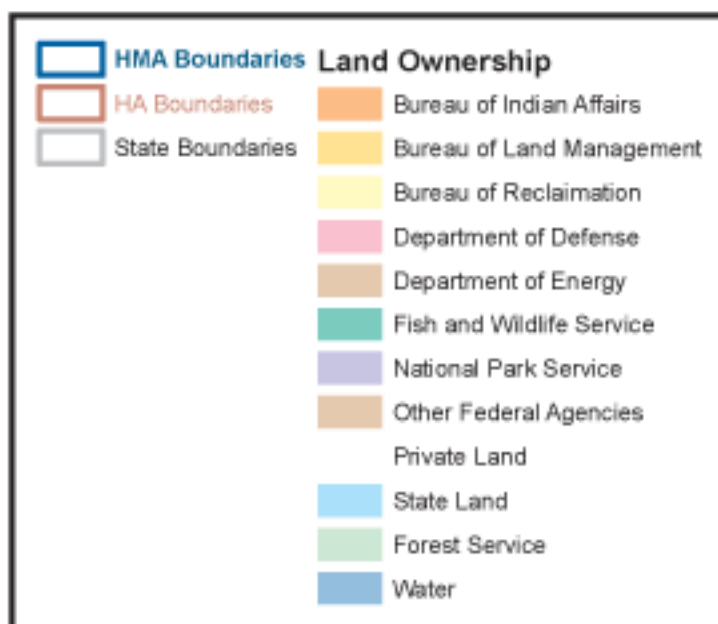 HMA Boundaries
HA Boundaries
State Boundaries
Land Ownership
Bureau of Indian Affairs
Bureau of Land Management
Bureau of Reclaimation
Department of Defense
Department of Energy
Fish and Wildlife Service
National Park Service
Other Federal Agencies
Private Land
State Land
Forest Service
Water